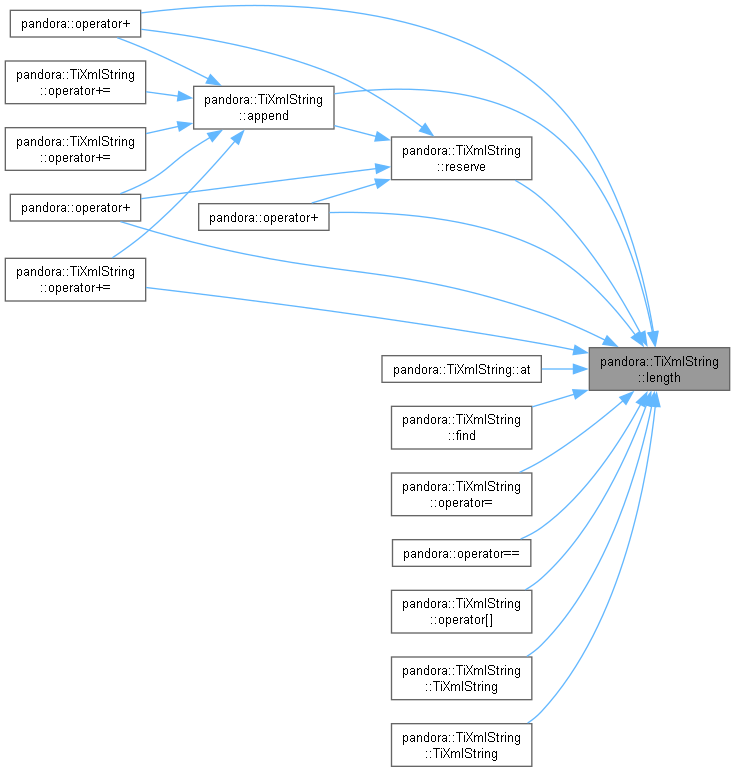 pandora::operator+
pandora::TiXmlString
::operator+=
pandora::TiXmlString
::append
pandora::TiXmlString
::operator+=
pandora::TiXmlString
::reserve
pandora::operator+
pandora::operator+
pandora::TiXmlString
::operator+=
pandora::TiXmlString
::length
pandora::TiXmlString::at
pandora::TiXmlString
::find
pandora::TiXmlString
::operator=
pandora::operator==
pandora::TiXmlString
::operator[]
pandora::TiXmlString
::TiXmlString
pandora::TiXmlString
::TiXmlString